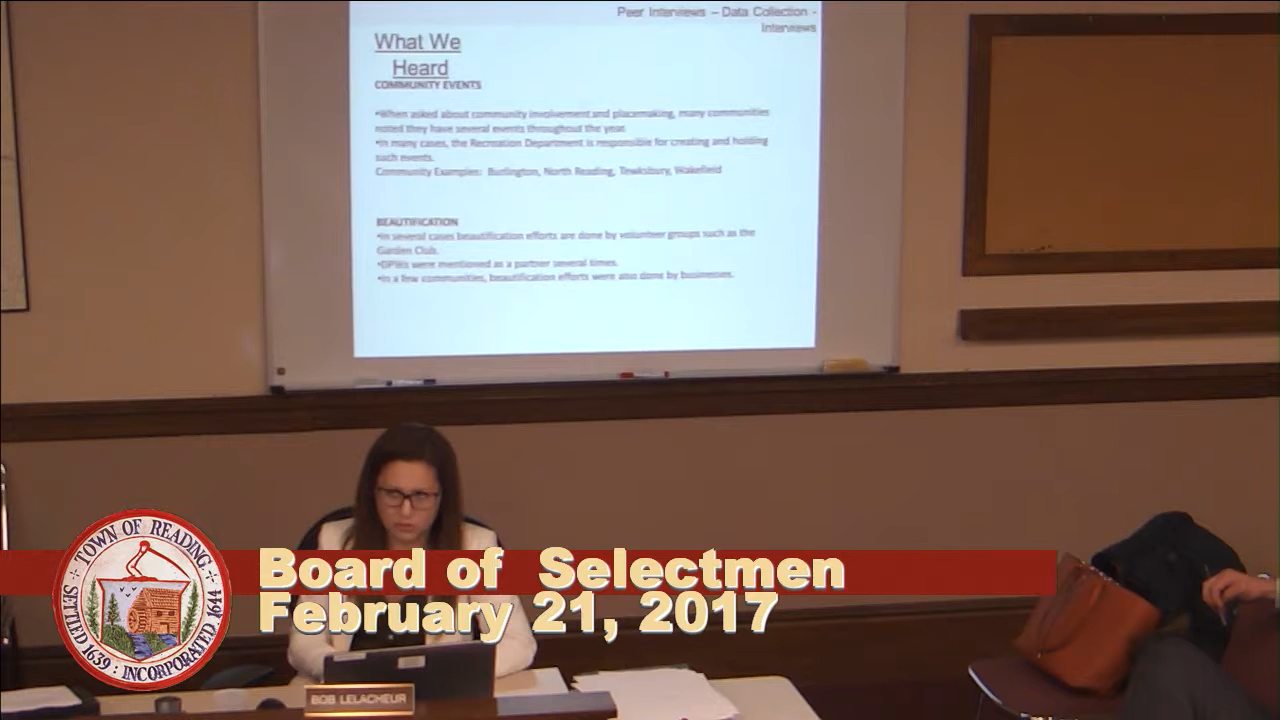 Peer Interviews – Data Collection -
Interviews
What We
Heard
COMMUNITY EVENTS
•When asked about community involvement and placemaking, many communities
noted they have several events throughout the year.
•In many cases, the Recreation Department is responsible for creating and holding
such events.
Community Examples: Burlington, North Reading, Tewksbury, Wakefield
BEAUTIFICATION
•In several cases beautification efforts are done by volunteer groups such as the
Garden Club.
•DPWs were mentioned as a partner several times.
•In a few communities, beautification efforts were also done by businesses.
TOWN OF READING
SETTLED 1639 : INCORPORATED 1644
Board of Selectmen
February 21, 2017
BOB LELACHEUR